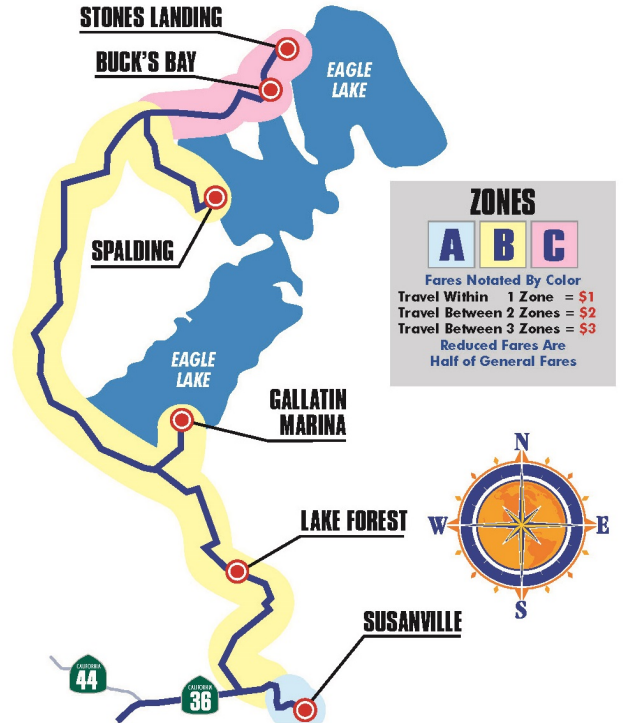 STONES LANDING
BUCK'S BAY
EAGLE
LAKE
SPALDING
ZONES
A B C
Fares Notated By Color
Travel Within 1 Zone = $1
Travel Between 2 Zones = $2
Travel Between 3 Zones = $3
Reduced Fares Are
Half of General Fares
EAGLE
LAKE
GALLATIN
MARINA
N
W E
S
LAKE FOREST
SUSANVILLE
CALIFORNIA
44
CALIFORNIA
36